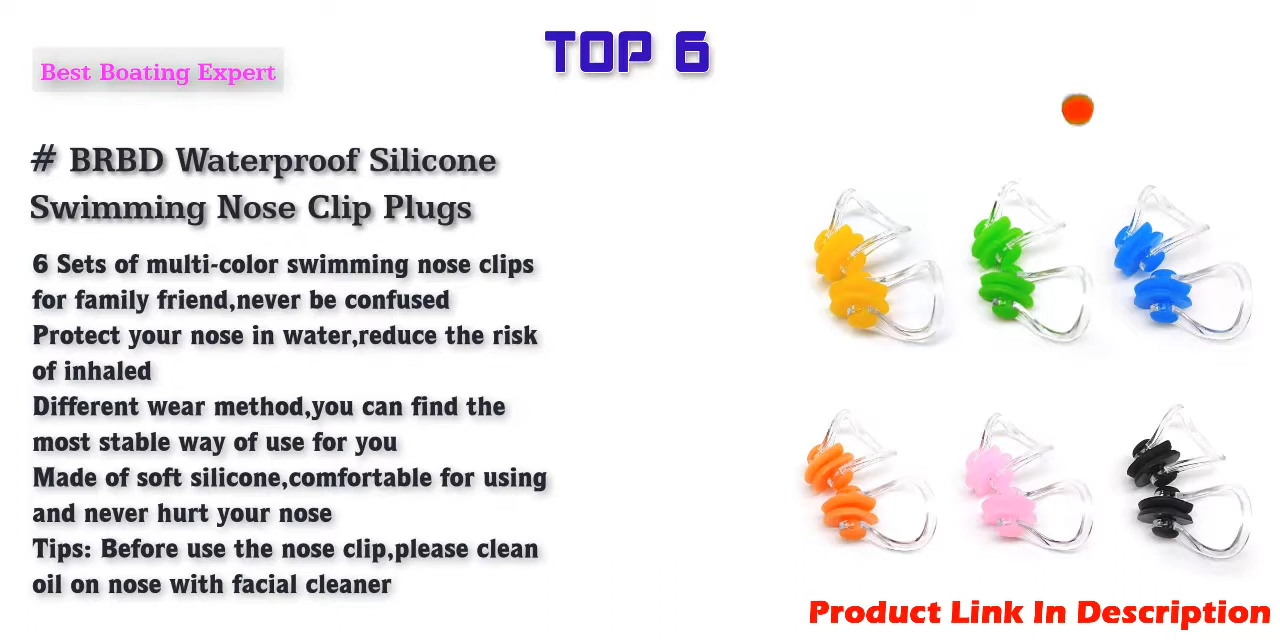 TOP 6
Best Boating Expert
# BRBD Waterproof Silicone
Swimming Nose Clip Plugs
6 Sets of multi-color swimming nose clips
for family friend,never be confused
Protect your nose in water,reduce the risk
of inhaled
Different wear method,you can find the
most stable way of use for you
Made of soft silicone,comfortable for using
and never hurt your nose
Tips: Before use the nose clip,please clean
oil on nose with facial cleaner
Product Link In Description